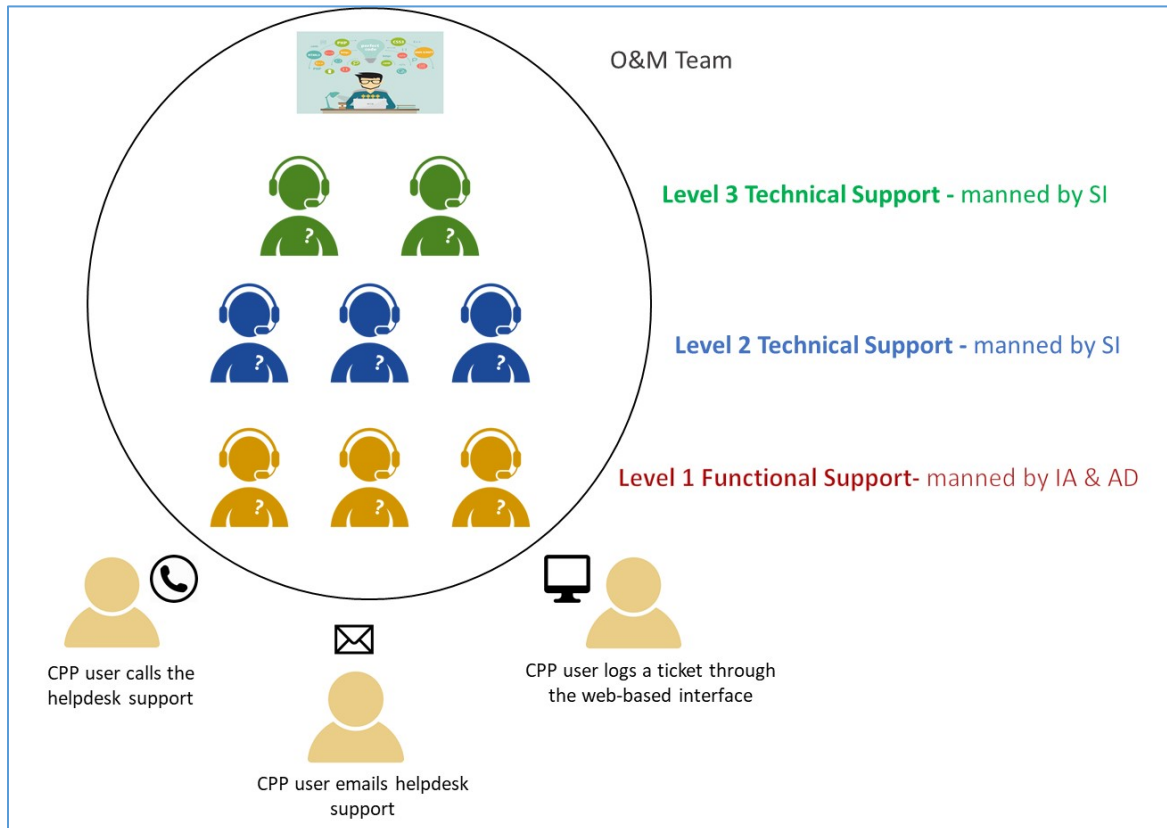 O&M Team
Level 3 Technical Support - manned by SI
? ?
Level 2 Technical Support - manned by SI
? ? ?
Level 1 Functional Support- manned by IA & AD
? ? ?
CPP user calls the
helpdesk support
CPP user logs a ticket through
the web-based interface
CPP user emails helpdesk
support